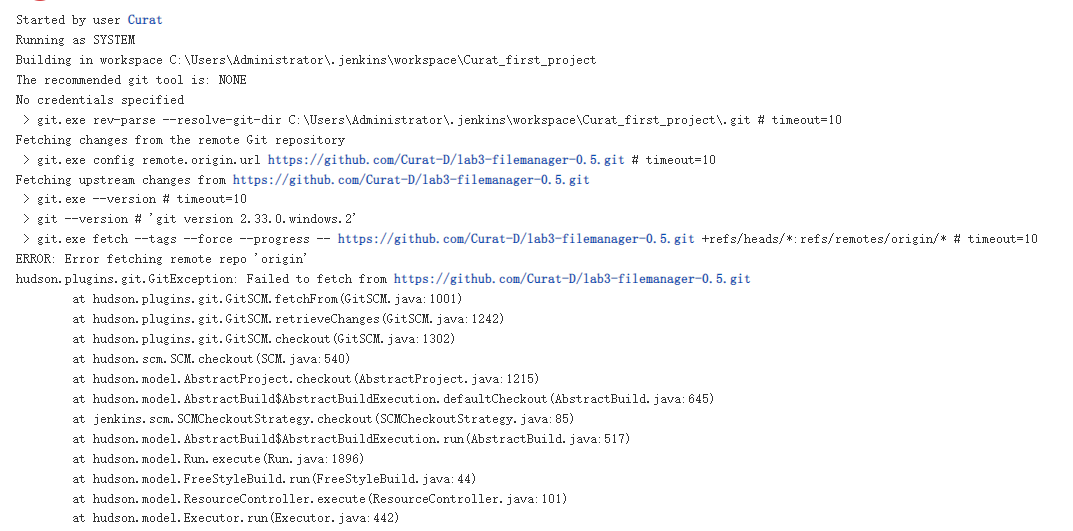 Started by user Curat
Running as SYSTEM
Building in workspace C:\Users\Administrator\.jenkins\workspace\Curat_first_project
The recommended git tool is: NONE
No credentials specified
 > git.exe rev-parse --resolve-git-dir C:\Users\Administrator\.jenkins\workspace\Curat_first_project\.git # timeout=10
Fetching changes from the remote Git repository
 > git.exe config remote.origin.url https://github.com/Curat-D/lab3-filemanager-0.5.git # timeout=10
Fetching upstream changes from https://github.com/Curat-D/lab3-filemanager-0.5.git
 > git.exe --version # timeout=10
 > git --version # 'git version 2.33.0.windows.2'
 > git.exe fetch --tags --force --progress -- https://github.com/Curat-D/lab3-filemanager-0.5.git +refs/heads/*:refs/remotes/origin/* # timeout=10
ERROR: Error fetching remote repo 'origin'
hudson.plugins.git.GitException: Failed to fetch from https://github.com/Curat-D/lab3-filemanager-0.5.git
	at hudson.plugins.git.GitSCM.fetchFrom(GitSCM.java:1001)
	at hudson.plugins.git.GitSCM.retrieveChanges(GitSCM.java:1242)
	at hudson.plugins.git.GitSCM.checkout(GitSCM.java:1302)
	at hudson.scm.SCM.checkout(SCM.java:540)
	at hudson.model.AbstractProject.checkout(AbstractProject.java:1215)
	at hudson.model.AbstractBuild$AbstractBuildExecution.defaultCheckout(AbstractBuild.java:645)
	at jenkins.scm.SCMCheckoutStrategy.checkout(SCMCheckoutStrategy.java:85)
	at hudson.model.AbstractBuild$AbstractBuildExecution.run(AbstractBuild.java:517)
	at hudson.model.Run.execute(Run.java:1896)
	at hudson.model.FreeStyleBuild.run(FreeStyleBuild.java:44)
	at hudson.model.ResourceController.execute(ResourceController.java:101)
	at hudson.model.Executor.run(Executor.java:442)